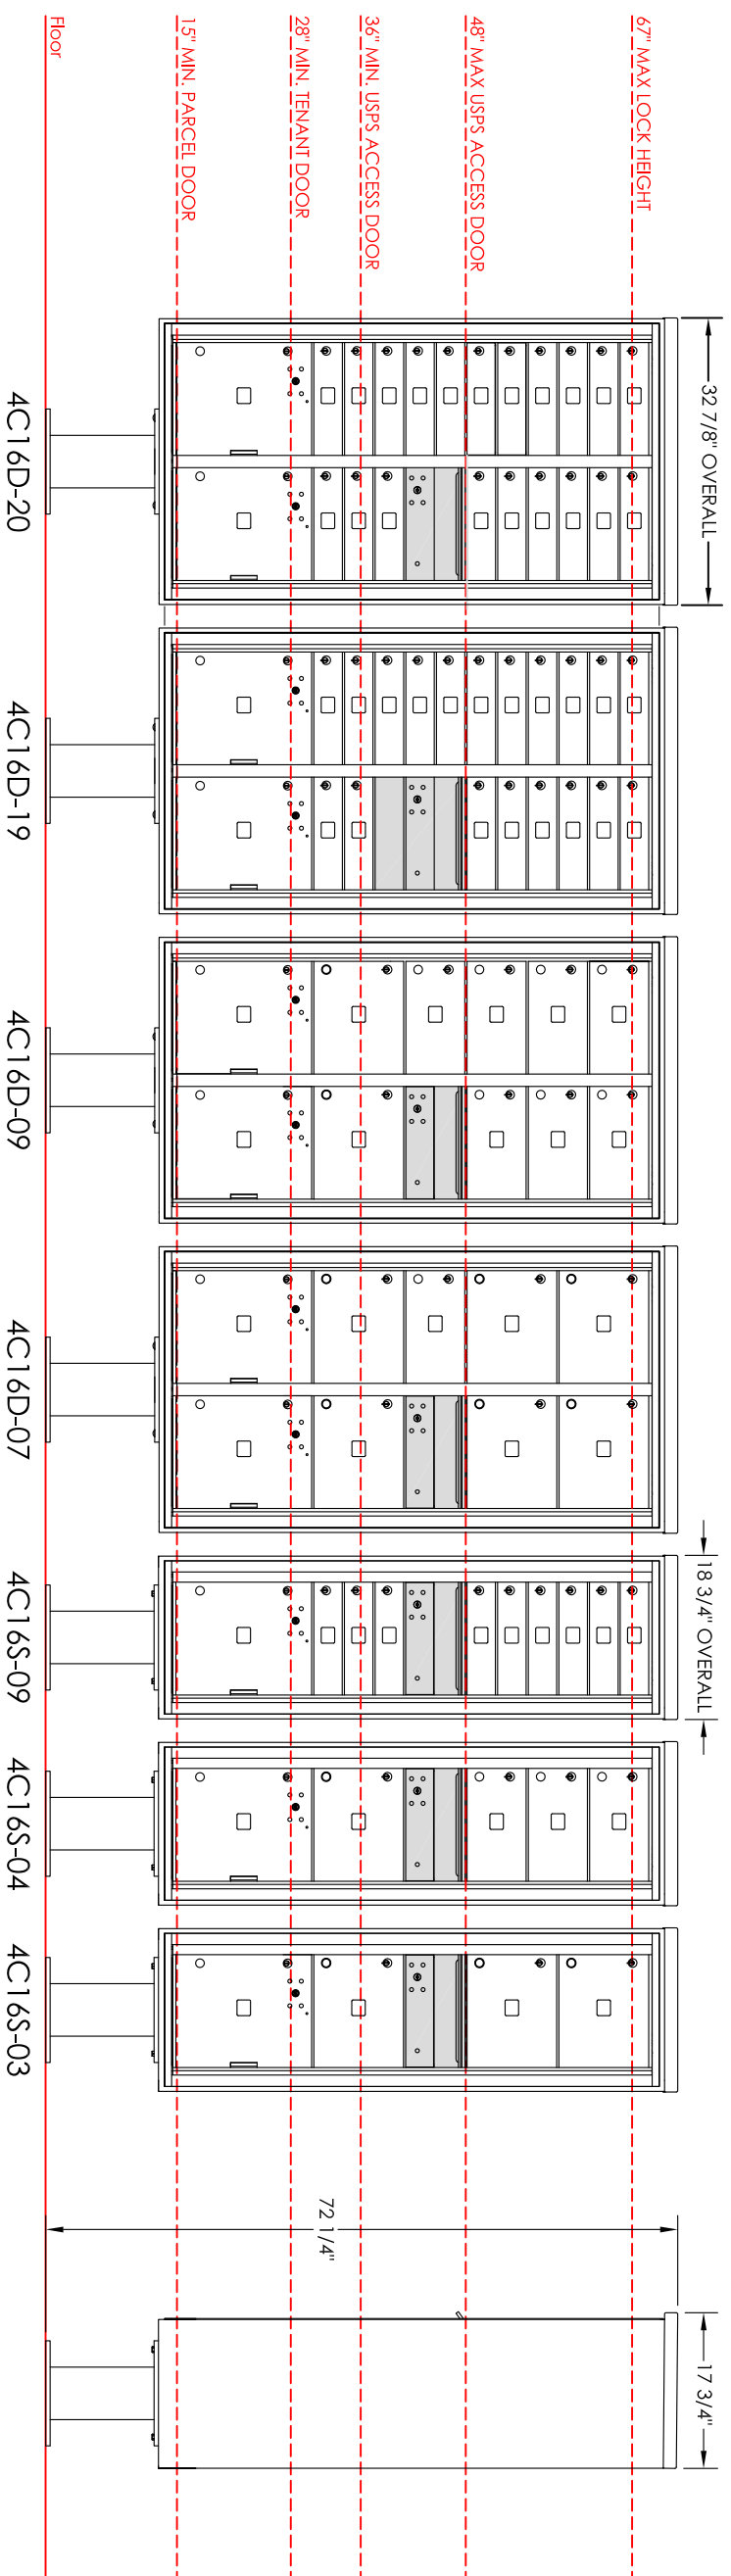 32 7/8" OVERALL
18 3/4" OVERALL
17 3/4"
67" MAX LOCK HEIGHT
48" MAX USPS ACCESS DOOR
36" MIN. USPS ACCESS DOOR
28" MIN. TENANT DOOR
15" MIN. PARCEL DOOR
Floor
72 1/4"
4C16D-20
4C16D-19
4C16D-09
4C16D-07
4C16S-09
4C16S-04
4C16S-03